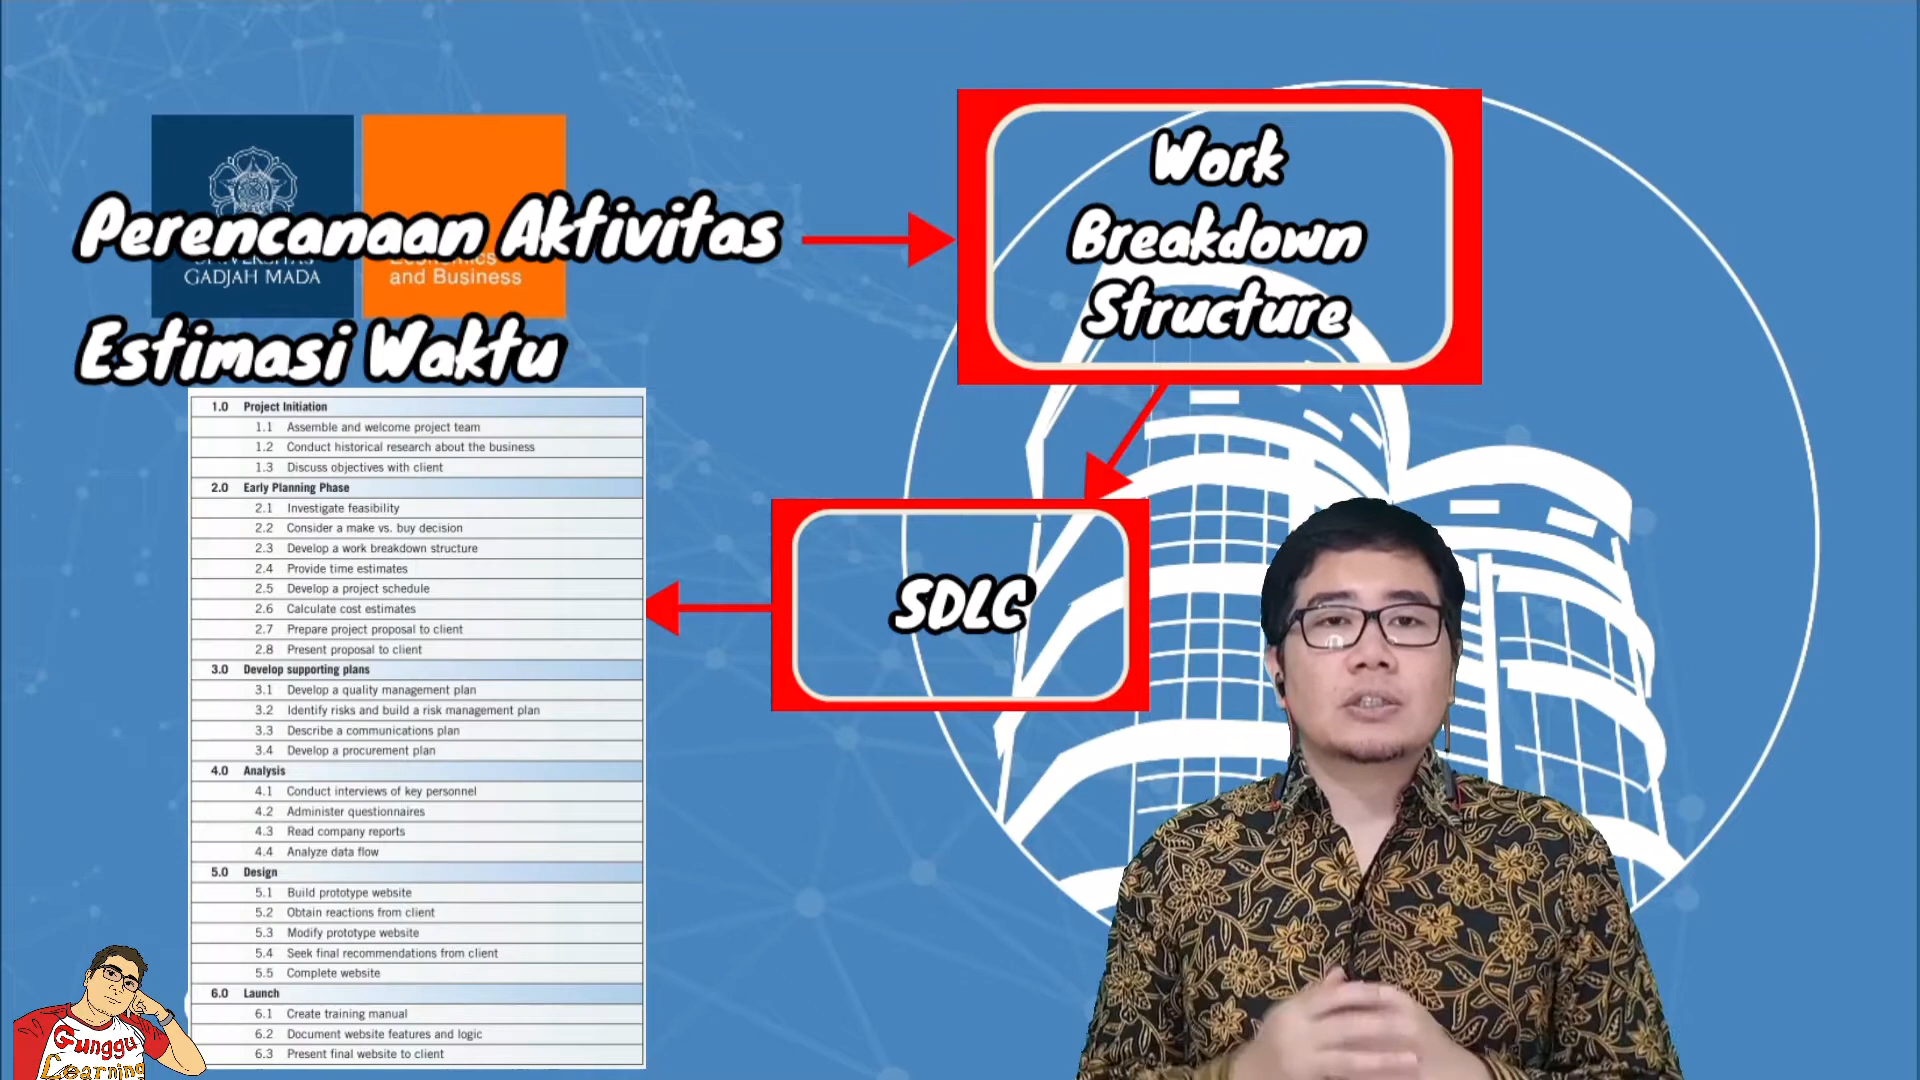 Perencanaan Aktivitas
GADJAH MADA
and Business
Estimasi Waktu
Work
Breakdown
Structure
SDLC
1.0 Project Initiation
1.1 Assemble and welcome project team
1.2 Conduct historical research about the business
1.3 Discuss objectives with client
2.0 Early Planning Phase
2.1 Investigate feasibility
2.2 Consider a make vs. buy decision
2.3 Develop a work breakdown structure
2.4 Provide time estimates
2.5 Develop a project schedule
2.6 Calculate cost estimates
2.7 Prepare project proposal to client
2.8 Present proposal to client
3.0 Develop supporting plans
3.1 Develop a quality management plan
3.2 Identify risks and build a risk management plan
3.3 Describe a communications plan
3.4 Develop a procurement plan
4.0 Analysis
4.1 Conduct interviews of key personnel
4.2 Administer questionnaires
4.3 Read company reports
4.4 Analyze data flow
5.0 Design
5.1 Build prototype website
5.2 Obtain reactions from client
5.3 Modify prototype website
5.4 Seek final recommendations from client
5.5 Complete website
6.0 Launch
6.1 Create training manual
6.2 Document website features and logic
6.3 Present final website to client
Gunggu
Learning